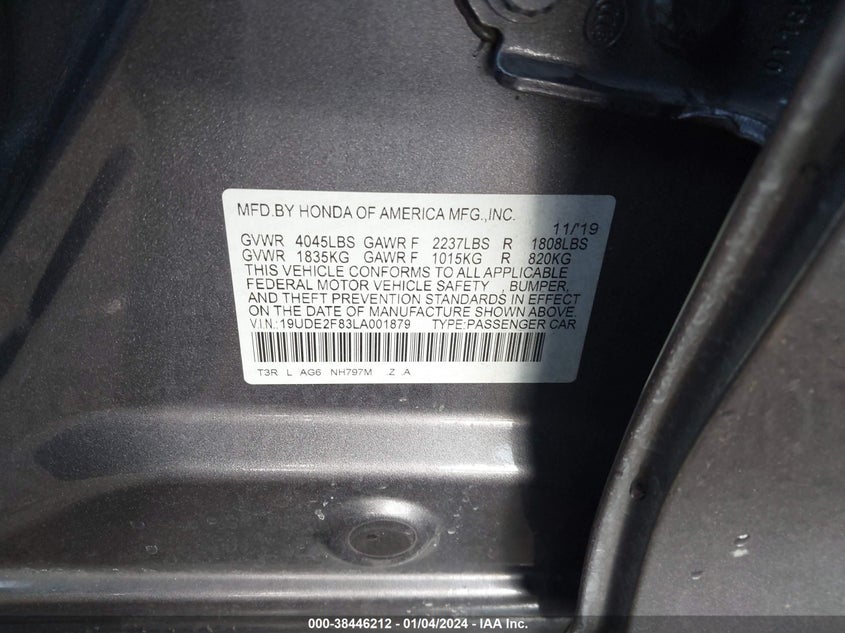 MFD.BY HONDA OF AMERICA MFG.,INC.
11/'19
GVWR 4045LBS GAWR F 2237LBS R 1808LBS
GVWR 1835KG GAWR F 1015KG R 820KG
THIS VEHICLE CONFORMS TO ALL APPLICABLE
FEDERAL MOTOR VEHICLE SAFETY , BUMPER,
AND THEFT PREVENTION STANDARDS IN EFFECT
ON THE DATE OF MANUFACTURE SHOWN ABOVE.
VIN.:19UDE2F83LA001879 TYPE:PASSENGER CAR
T3R L AG6 NH797M .Z .A
000-38446212 - 01/04/2024 - IAA Inc.